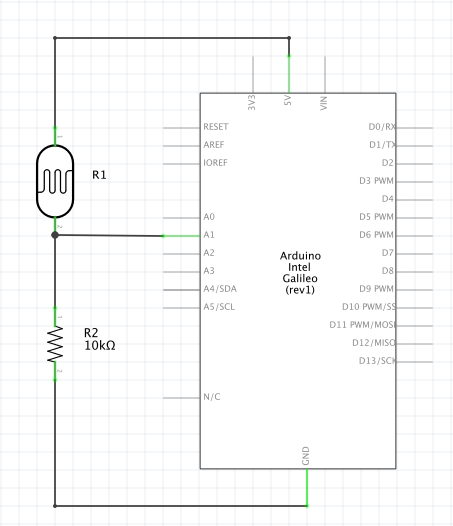 3V3
5V
VIN
RESET
AREF
IOREF
A0
A1
A2
A3
A4/SDA
A5/SCL
N/C
D0/RX
D1/TX
D2
D3 PWM
D4
D5 PWM
D6 PWM
D7
D8
D9 PWM
D10 PWM/SS
D11 PWM/MOSI
D12/MISO
D13/SCK
Arduino
Intel
Galileo
(rev1)
GND
1
R1
2
1
R2
10kΩ
2